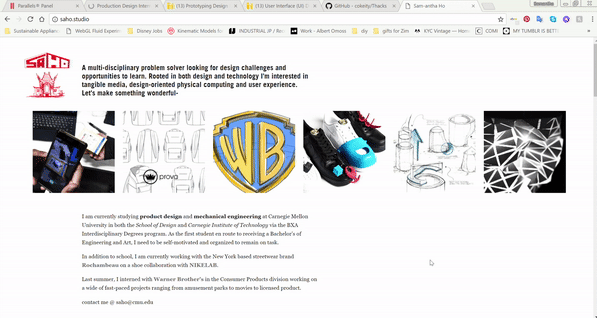 Parallels® Panel
Production Design Inter
(13) Prototyping Design
(13) User Interface (UI) D
GitHub - cokesity/Thacks
Sam-antha Ho
saho.studio
Sustainable Applian
WebGL Fluid Experim
Disney Jobs
Kinematic Models for
INDUSTRIAL JP / Rec
Work - Albert Omoss
diy
gifts for Zim
KYC Vintage — Home
COMI
MY TUMBLR IS BETT
SAHO
A multi-disciplinary problem solver looking for design challenges and
opportunities to learn. Rooted in both design and technology I'm interested in
tangible media, design-oriented physical computing and user experience.
Let's make something wonderful-
prova
WB
I am currently studying product design and mechanical engineering at Carnegie Mellon
University in both the School of Design and Carnegie Institute of Technology via the BXA
Interdisciplinary Degrees program. As the first student en route to receiving a Bachelor's of
Engineering and Art, I need to be self-motivated and organized to remain on task.
In addition to school, I am currently working with the New York based streetwear brand
Rochambeau on a shoe collaboration with NIKELAB.
Last summer, I interned with Warner Brother's in the Consumer Products division working on
a wide of fast-paced projects ranging from amusement parks to movies to licensed product.
contact me @ saho@cmu.edu